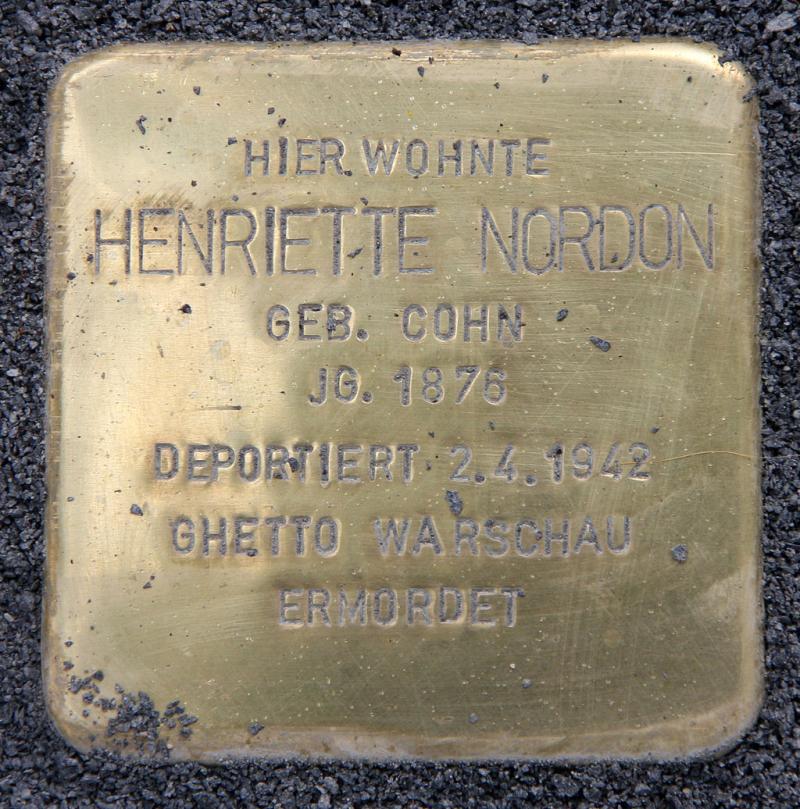 HIER WOHNTE
HENRIETTE NORDON
GEB. COHN
JG. 1876
DEPORTIERT 2.4.1942
GHETTO WARSCHAU
ERMORDET